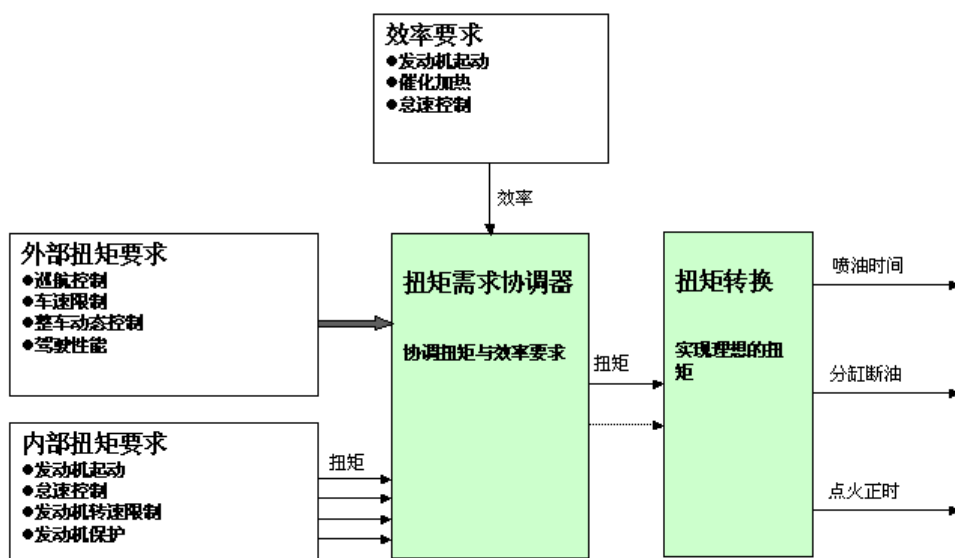 效率要求
●发动机起动
●催化加热
●怠速控制
效率
外部扭矩要求
●巡航控制
●车速限制
●整车动态控制
●驾驶性能
内部扭矩要求
●发动机起动
●怠速控制
●发动机转速限制
●发动机保护
扭矩
扭矩需求协调器
协调扭矩与效率要求
扭矩
扭矩转换
实现理想的扭
矩
喷油时间
分缸断油
点火正时